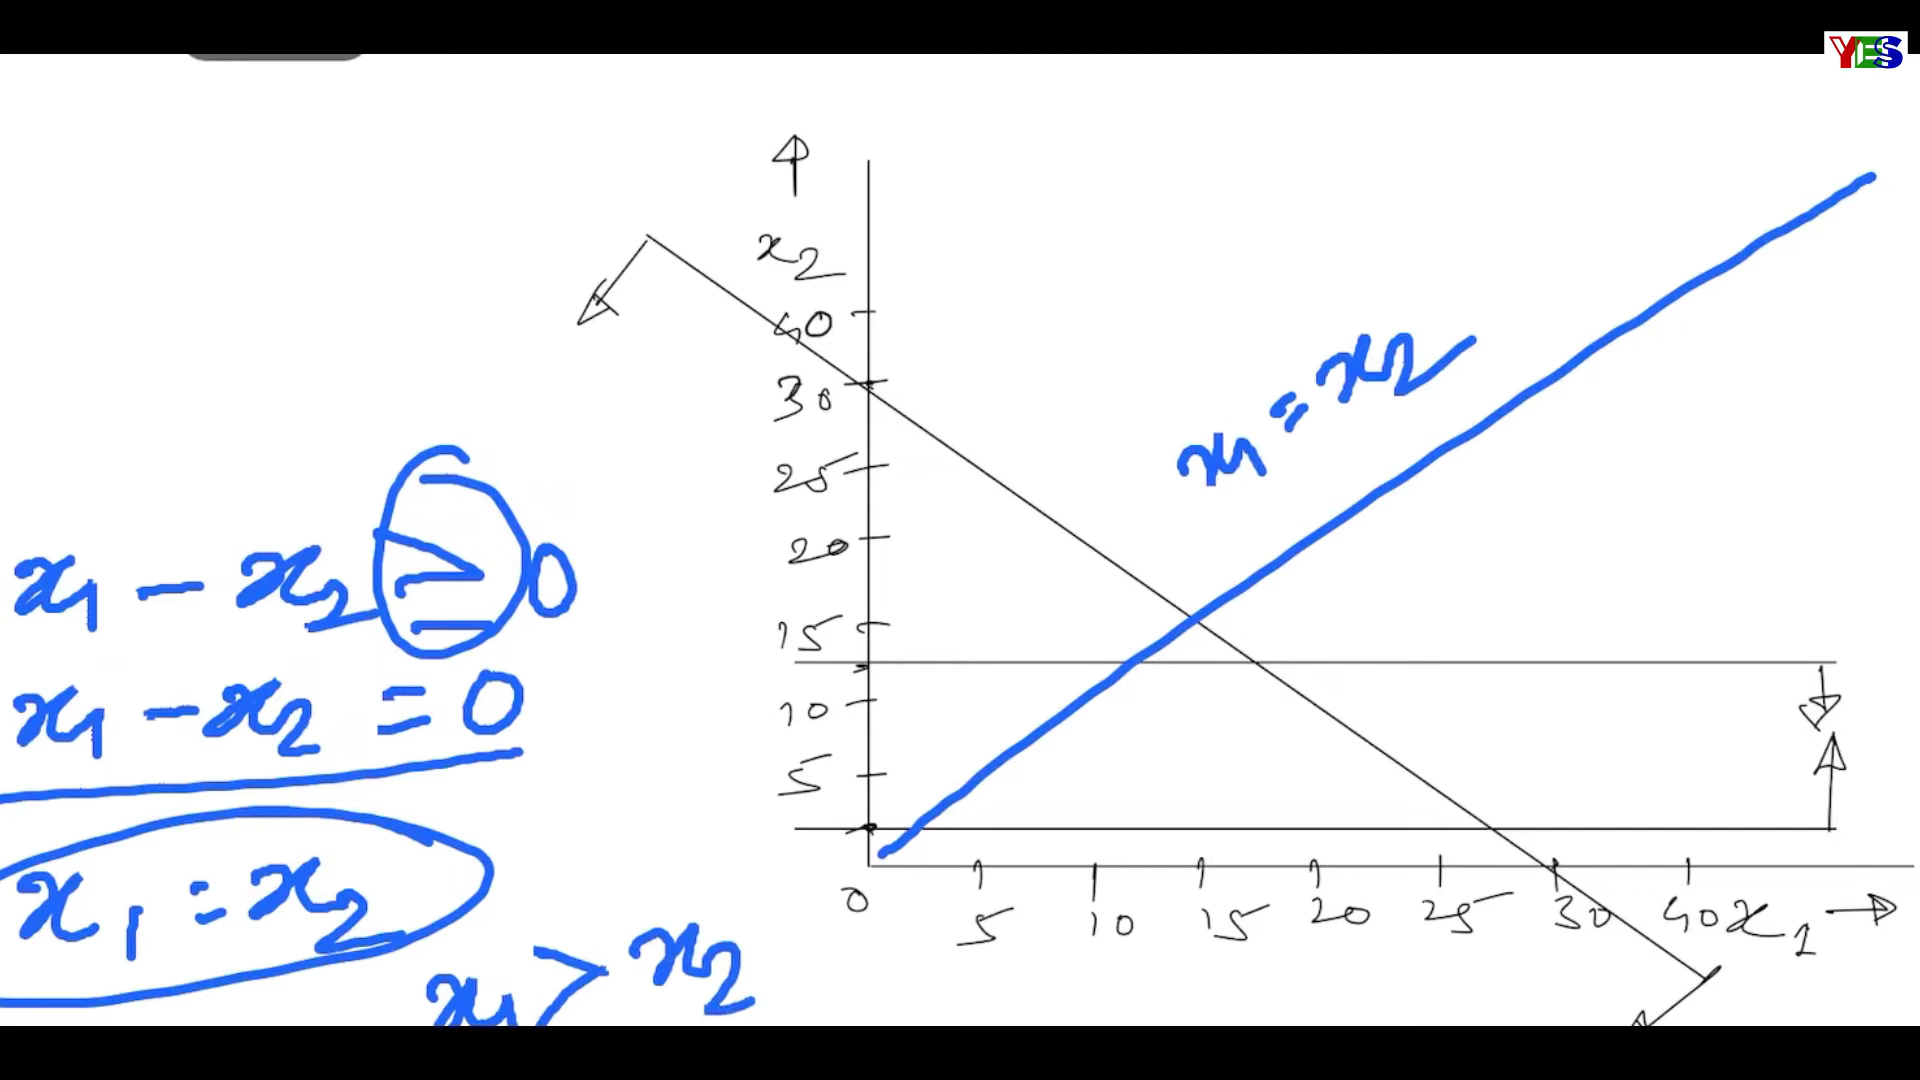 YES
x2
40
30
25
20
15
10
5
0
5 10 15 20 25 30 40 x1
x1 = x2
x1 - x2 ≥ 0
x1 - x2 = 0
x1 = x2
x1 > x2